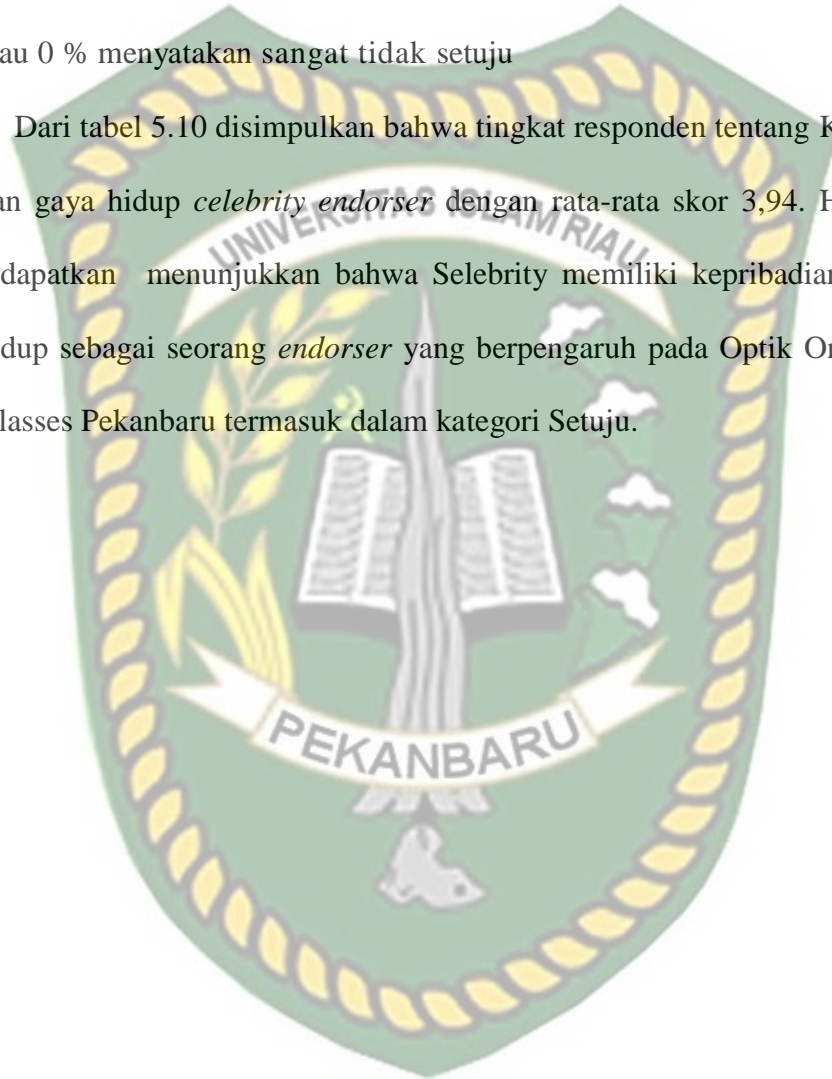 au 0 % menyatakan sangat tidak setuju
Dari tabel 5.10 disimpulkan bahwa tingkat responden tentang K
an gaya hidup celebrity endorser dengan rata-rata skor 3,94. H
UNIVERSITAS ISLAM RIAU
dapatkan menunjukkan bahwa Selebrity memiliki kepribadian
dup sebagai seorang endorser yang berpengaruh pada Optik On
lasses Pekanbaru termasuk dalam kategori Setuju.
PEKANBARU